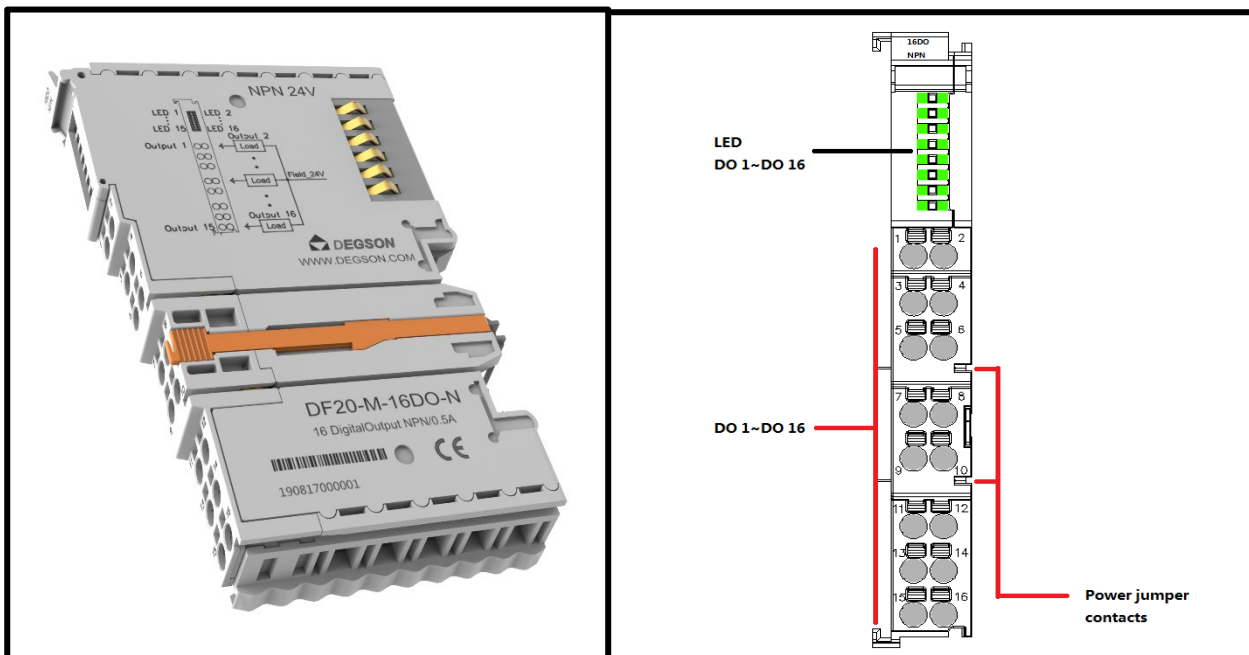 NPN 24V
LED 1 LED 2
LED 15 LED 16
Output 1
Output 2
Load
Load
Field_24V
Output 16
Output 15
Load
DEGSON
WWW.DEGSON.COM
DF20-M-16DO-N
16 DigitalOutput NPN/0.5A
CE
190817000001
16DO
NPN
LED
DO 1~DO 16
1 2
3 4
5 6
DO 1~DO 16
7 8
9 10
11 12
13 14
15 16
Power jumper
contacts